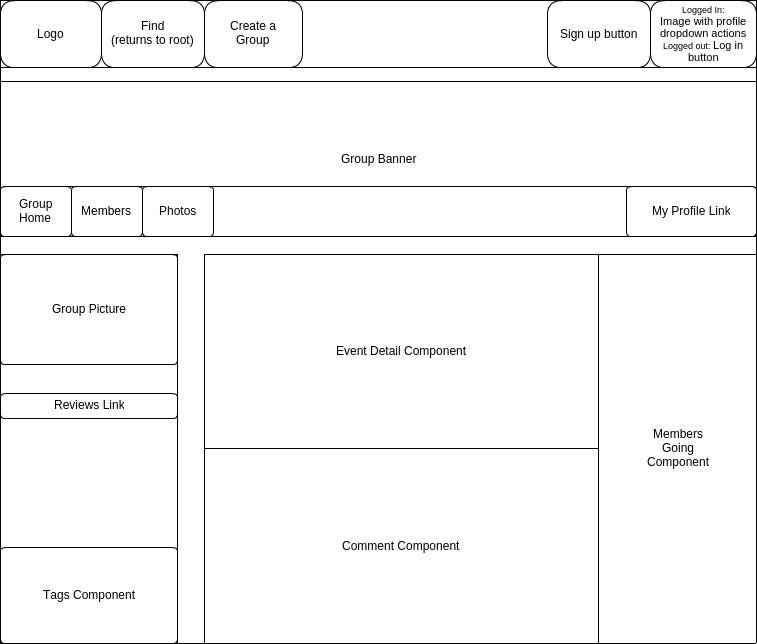 Logo
Find
(returns to root)
Create a
Group
Sign up button
Logged In:
Image with profile
dropdown actions
Logged out: Log in
button
Group Banner
Group
Home
Members
Photos
My Profile Link
Group Picture
Reviews Link
Tags Component
Event Detail Component
Comment Component
Members
Going
Component